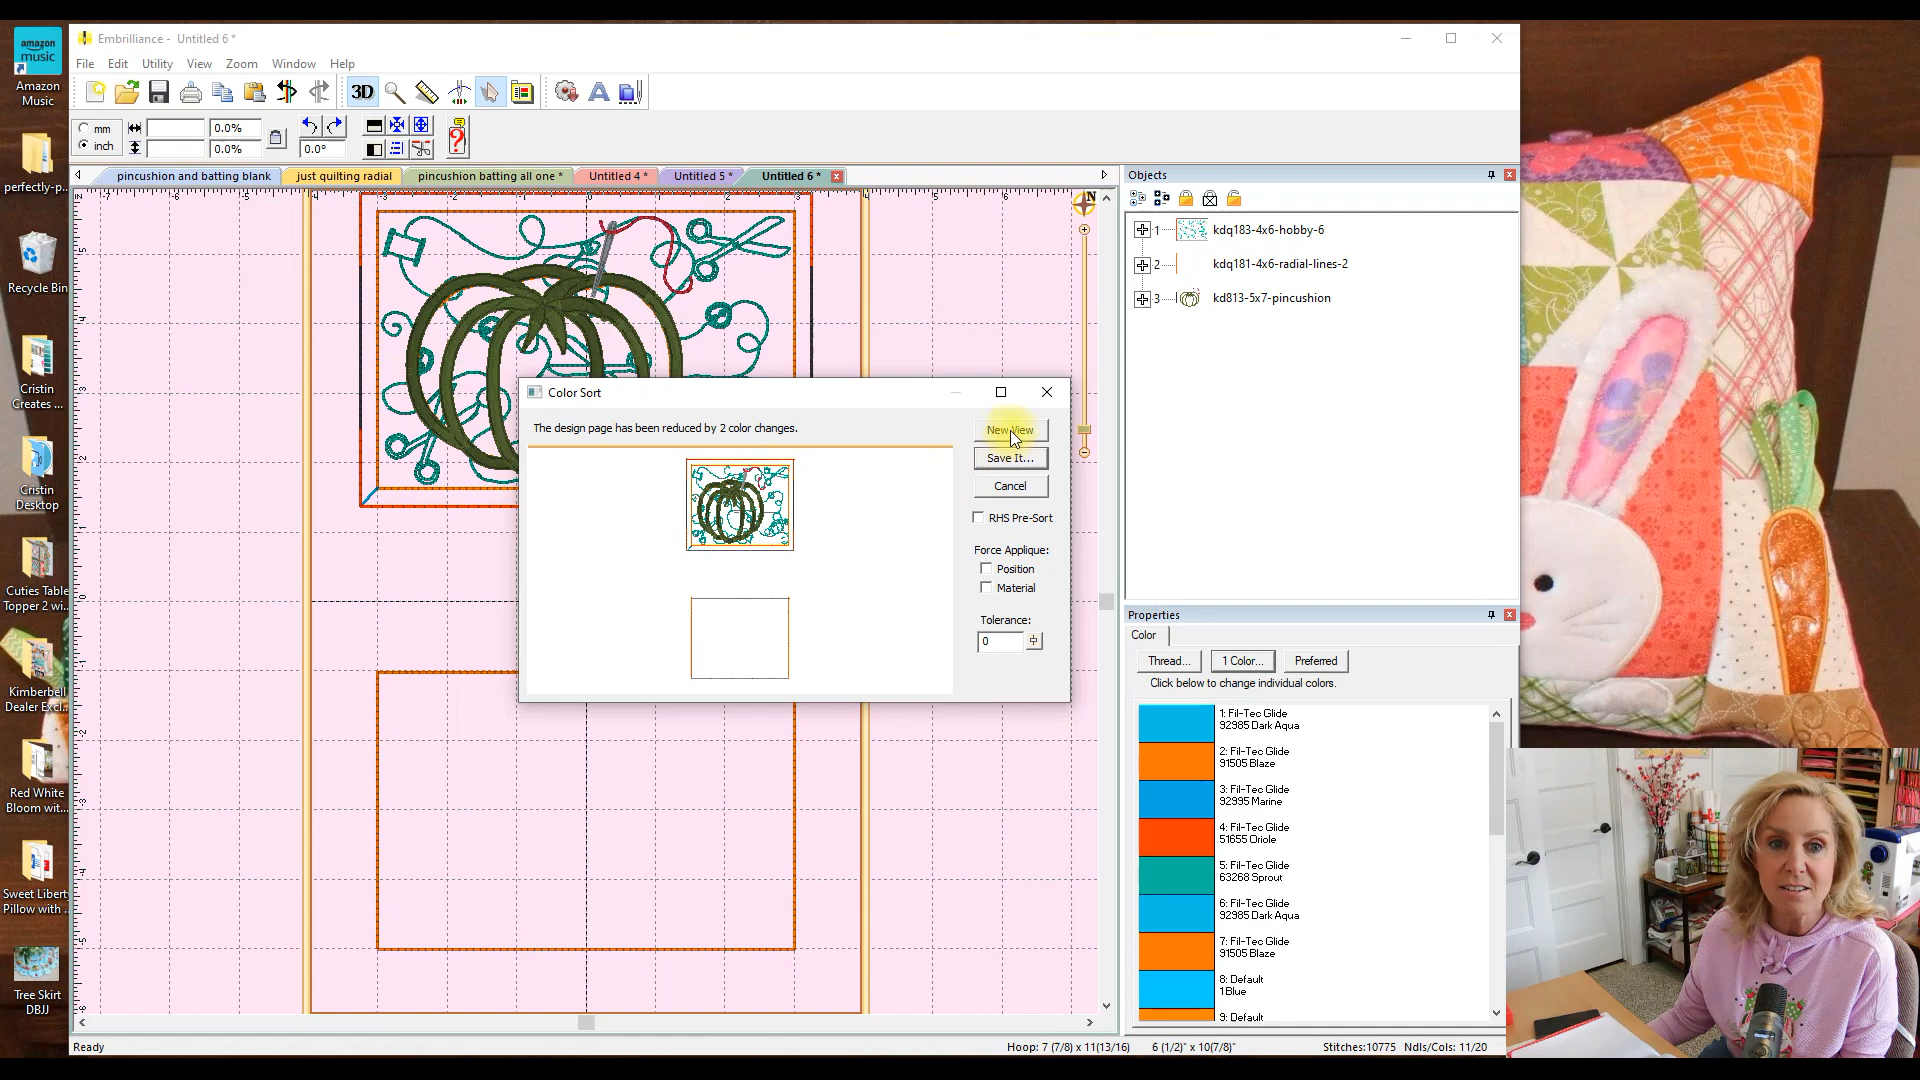 amazon
music
Amazon
Music
perfectly-p...
Recycle Bin
Cristin
Creates ...
Cristin
Desktop
Cuties Table
Topper 2 wi...
Kimberbell
Dealer Excl...
Red White
Bloom wit...
Sweet Liberty
Pillow with ...
Tree Skirt
DBJJ
Embrilliance - Untitled 6 *
File Edit Utility View Zoom Window Help
3D
mm
inch
0.0%
0.0%
0.0°
pincushion and batting blank
just quilting radial
pincushion batting all one *
Untitled 4 *
Untitled 5 *
Untitled 6 *
N
Color Sort
The design page has been reduced by 2 color changes.
New View
Save It...
Cancel
RHS Pre-Sort
Force Applique:
Position
Material
Tolerance:
0
Objects
1 kdq183-4x6-hobby-6
2 kdq181-4x6-radial-lines-2
3 kd813-5x7-pincushion
Properties
Color
Thread... 1 Color... Preferred
Click below to change individual colors.
1: Fil-Tec Glide
92985 Dark Aqua
2: Fil-Tec Glide
91505 Blaze
3: Fil-Tec Glide
92995 Marine
4: Fil-Tec Glide
51655 Oriole
5: Fil-Tec Glide
63268 Sprout
6: Fil-Tec Glide
92985 Dark Aqua
7: Fil-Tec Glide
91505 Blaze
8: Default
1Blue
9: Default
Ready
Hoop: 7 (7/8) x 11(13/16) 6 (1/2)" x 10(7/8)" Stitches:10775 Ndls/Cols: 11/20